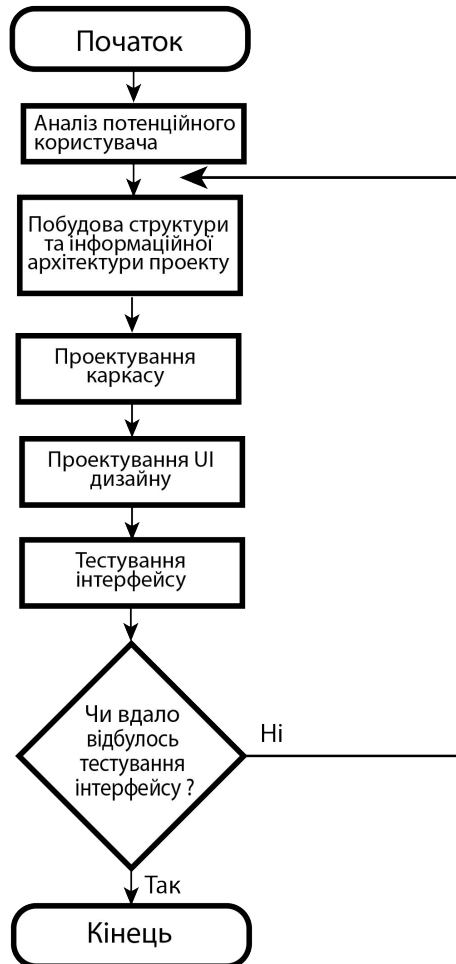 Початок
Аналіз потенційного
користувача
Побудова структури
та інформаційної
архітектури проекту
Проектування
каркасу
Проектування UI
дизайну
Тестування
інтерфейсу
Чи вдало
відбулось
тестування
інтерфейсу ?
Ні
Так
Кінець